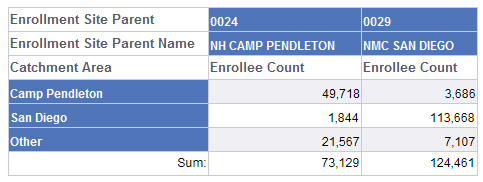 Enrollment Site Parent 0024 0029
Enrollment Site Parent Name NH CAMP PENDLETON NMC SAN DIEGO
Catchment Area Enrollee Count Enrollee Count
Camp Pendleton 49,718 3,686
San Diego 1,844 113,668
Other 21,567 7,107
Sum: 73,129 124,461